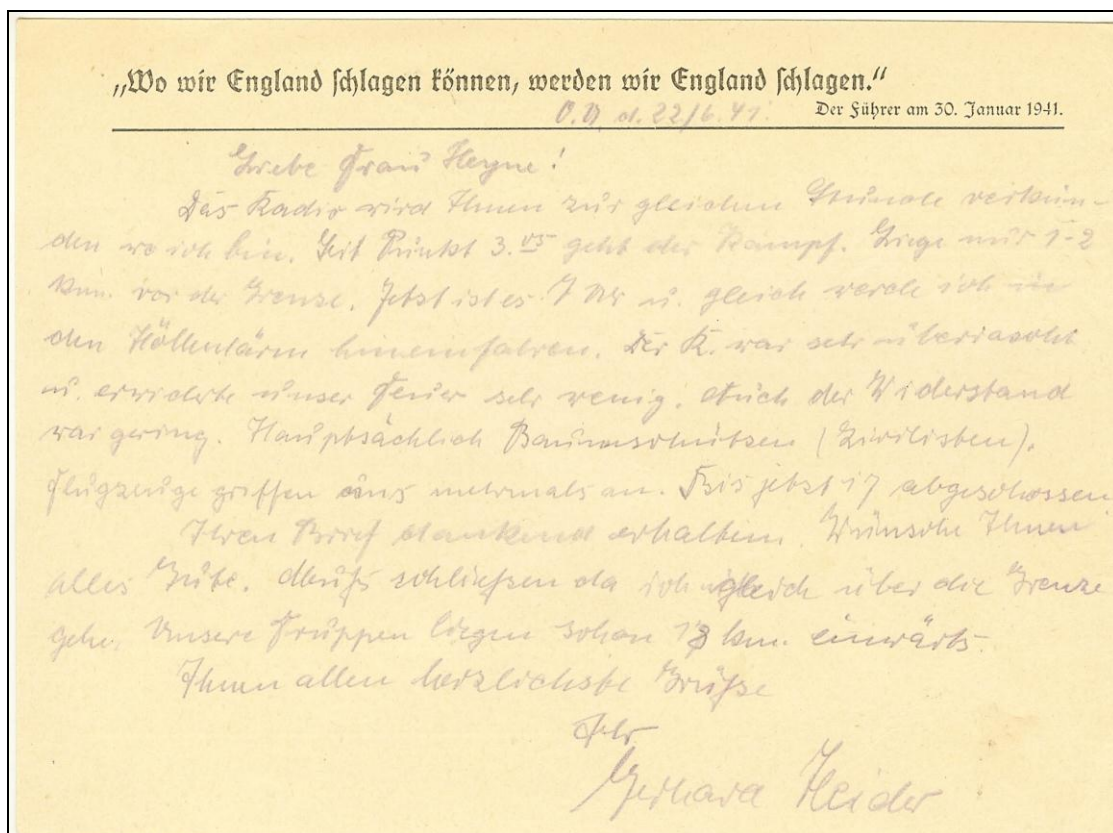 „Wo wir England schlagen können, werden wir England schlagen.“
O.U. d. 22/6.41. Der Führer am 30. Januar 1941.
Liebe Frau Heyne!
Das Radio wird Ihnen zur gleichen Stunde verkün-
den wo ich bin. Seit Punkt 3.05 geht der Kampf. Liege nur 1-2
km. vor der Grenze. Jetzt ist es 7 Uhr u. gleich werde ich in
den Höllenlärm hineinfahren. Der R. war sehr überrascht
u. erwiderte unser Feuer sehr wenig. Auch der Widerstand
war gering. Hauptsächlich Baumschützen (Zivilisten).
Flugzeuge griffen uns mehrmals an. Bis jetzt 17 abgeschossen
Ihren Brief dankend erhalten. Wünsche Ihnen
alles Gute. Muß schließen da ich gleich über die Grenze
gehe. Unsere Truppen liegen schon km. einwärts.
Ihnen allen herzlichste Grüße
Ihr
Gerhard Heider